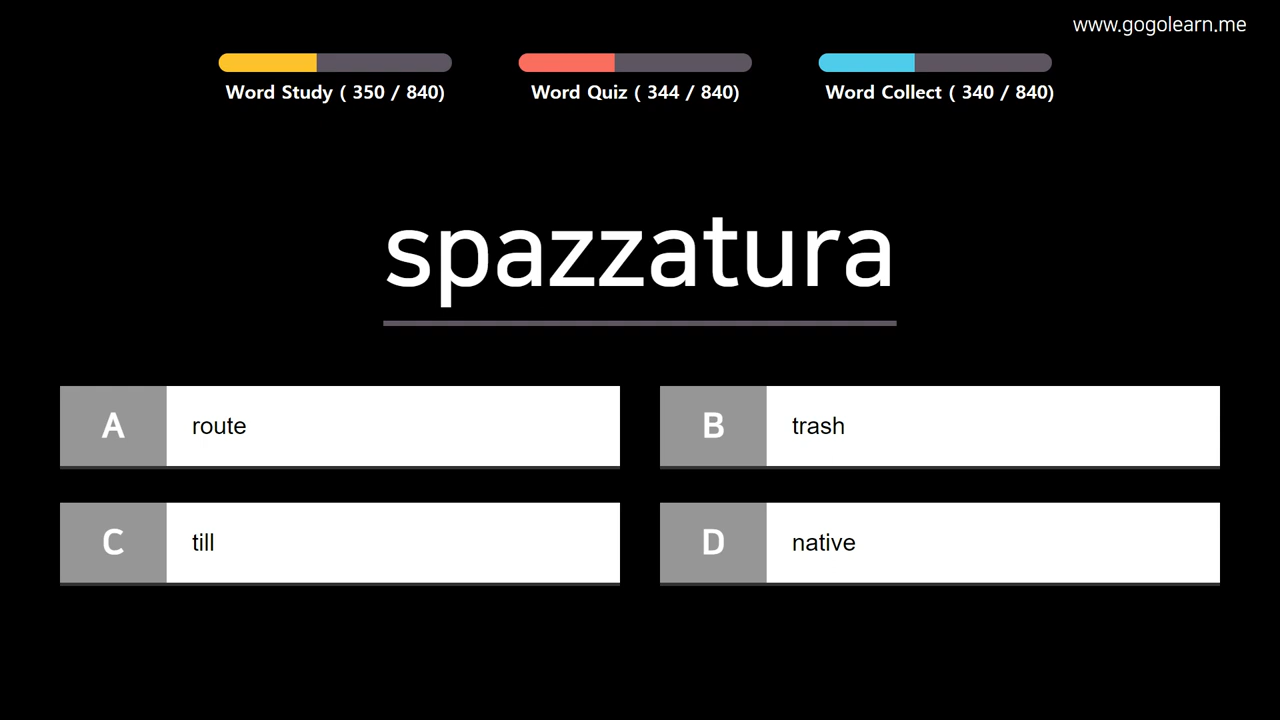 www.gogolearn.me
Word Study ( 350 / 840)
Word Quiz ( 344 / 840)
Word Collect ( 340 / 840)
spazzatura
A route
B trash
C till
D native